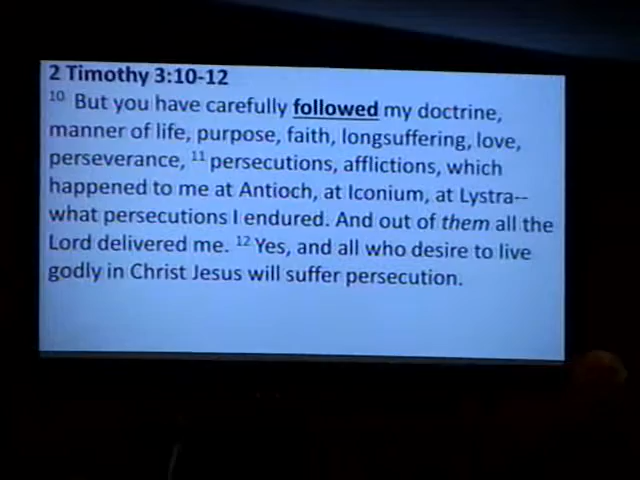 2 Timothy 3:10-12
10 But you have carefully followed my doctrine,
manner of life, purpose, faith, longsuffering, love,
perseverance, 11 persecutions, afflictions, which
happened to me at Antioch, at Iconium, at Lystra--
what persecutions I endured. And out of them all the
Lord delivered me. 12 Yes, and all who desire to live
godly in Christ Jesus will suffer persecution.